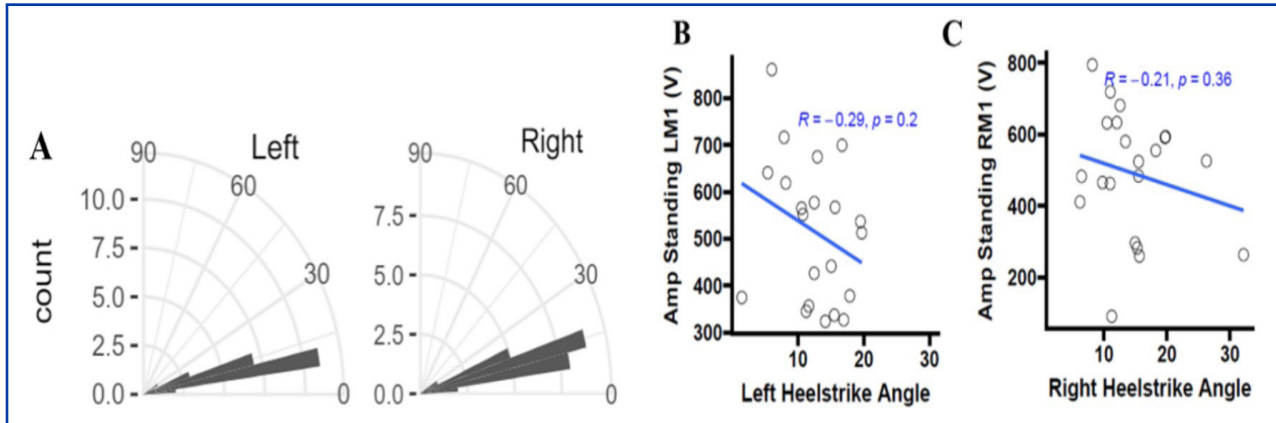 A
Left
90
60
30
0
10.0
7.5
5.0
2.5
0.0
count
Right
90
60
30
0
7.5
5.0
2.5
0.0
B
R = −0.29, p = 0.2
800
700
600
500
400
300
10
20
30
Amp Standing LM1 (V)
Left Heelstrike Angle
C
R = −0.21, p = 0.36
800
600
400
200
10
20
30
Amp Standing RM1 (V)
Right Heelstrike Angle